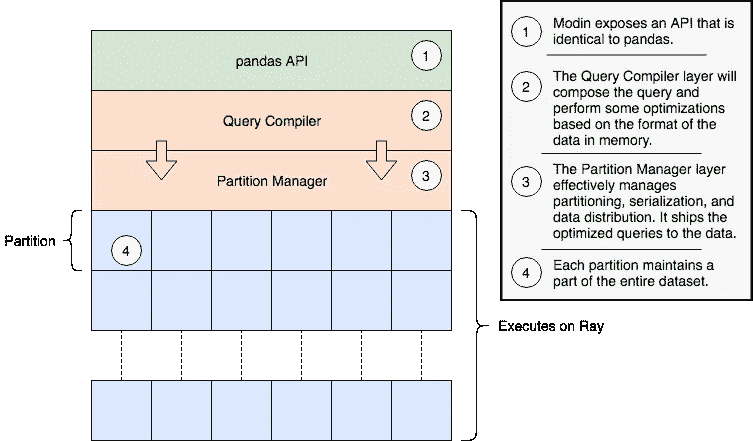 pandas API
1
Query Compiler
2
Partition Manager
3
Partition
4
Executes on Ray
1
Modin exposes an API that is
identical to pandas.
2
The Query Compiler layer will
compose the query and
perform some optimizations
based on the format of the
data in memory.
3
The Partition Manager layer
effectively manages
partitioning, serialization, and
data distribution. It ships the
optimized queries to the data.
4
Each partition maintains a
part of the entire dataset.